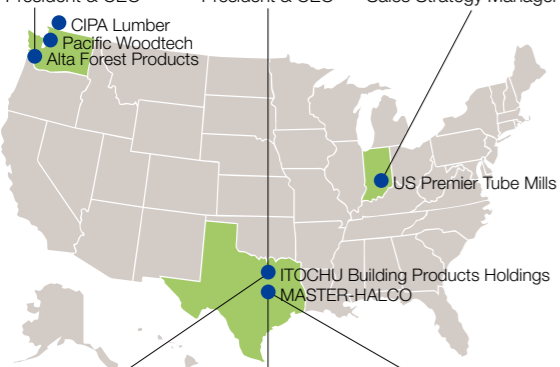 President & CEO President & CEO Sales Strategy Manager
CIPA Lumber
Pacific Woodtech
Alta Forest Products
US Premier Tube Mills
ITOCHU Building Products Holdings
MASTER-HALCO